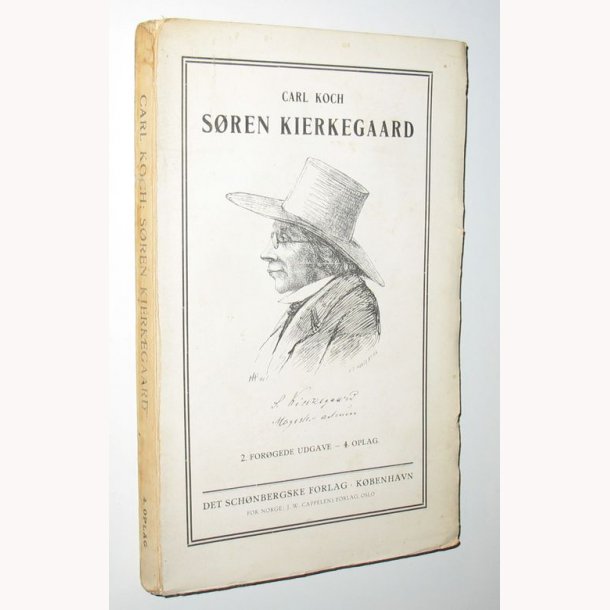 CARL KOCH
SØREN KIERKEGAARD
S. Kierkegaard
2. FORØGEDE UDGAVE – 4. OPLAG
DET SCHØNBERGSKE FORLAG · KØBENHAVN
FOR NORGE: J. W. CAPPELENS FORLAG, OSLO
CARL KOCH: SØREN KIERKEGAARD
4. OPLAG